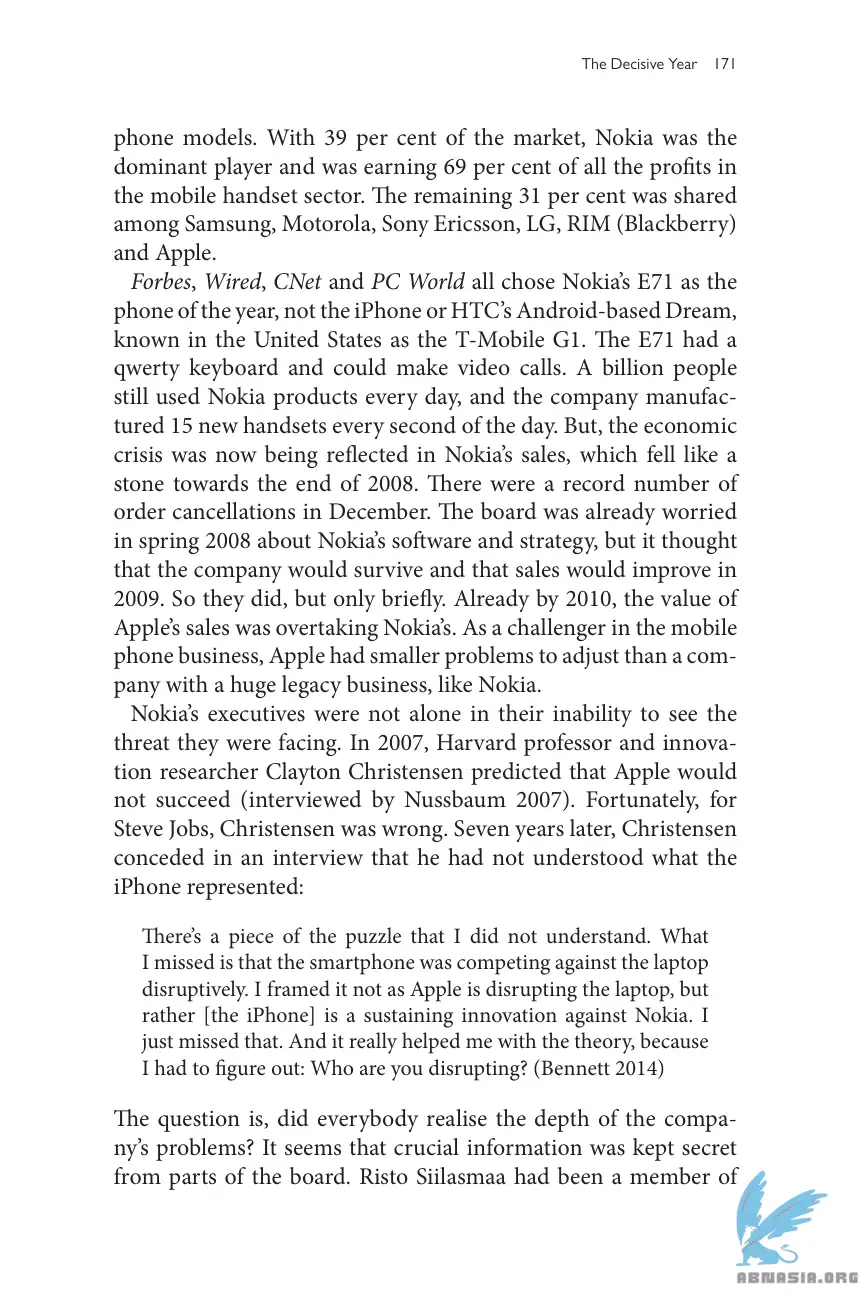 The Decisive Year 171
phone models. With 39 per cent of the market, Nokia was the
dominant player and was earning 69 per cent of all the profits in
the mobile handset sector. The remaining 31 per cent was shared
among Samsung, Motorola, Sony Ericsson, LG, RIM (Blackberry)
and Apple.
Forbes, Wired, CNet and PC World all chose Nokia’s E71 as the
phone of the year, not the iPhone or HTC’s Android-based Dream,
known in the United States as the T-Mobile G1. The E71 had a
qwerty keyboard and could make video calls. A billion people
still used Nokia products every day, and the company manufac-
tured 15 new handsets every second of the day. But, the economic
crisis was now being reflected in Nokia’s sales, which fell like a
stone towards the end of 2008. There were a record number of
order cancellations in December. The board was already worried
in spring 2008 about Nokia’s software and strategy, but it thought
that the company would survive and that sales would improve in
2009. So they did, but only briefly. Already by 2010, the value of
Apple’s sales was overtaking Nokia’s. As a challenger in the mobile
phone business, Apple had smaller problems to adjust than a com-
pany with a huge legacy business, like Nokia.
Nokia’s executives were not alone in their inability to see the
threat they were facing. In 2007, Harvard professor and innova-
tion researcher Clayton Christensen predicted that Apple would
not succeed (interviewed by Nussbaum 2007). Fortunately, for
Steve Jobs, Christensen was wrong. Seven years later, Christensen
conceded in an interview that he had not understood what the
iPhone represented:
There’s a piece of the puzzle that I did not understand. What
I missed is that the smartphone was competing against the laptop
disruptively. I framed it not as Apple is disrupting the laptop, but
rather [the iPhone] is a sustaining innovation against Nokia. I
just missed that. And it really helped me with the theory, because
I had to figure out: Who are you disrupting? (Bennett 2014)
The question is, did everybody realise the depth of the compa-
ny’s problems? It seems that crucial information was kept secret
from parts of the board. Risto Siilasmaa had been a member of
ABNASIA.ORG